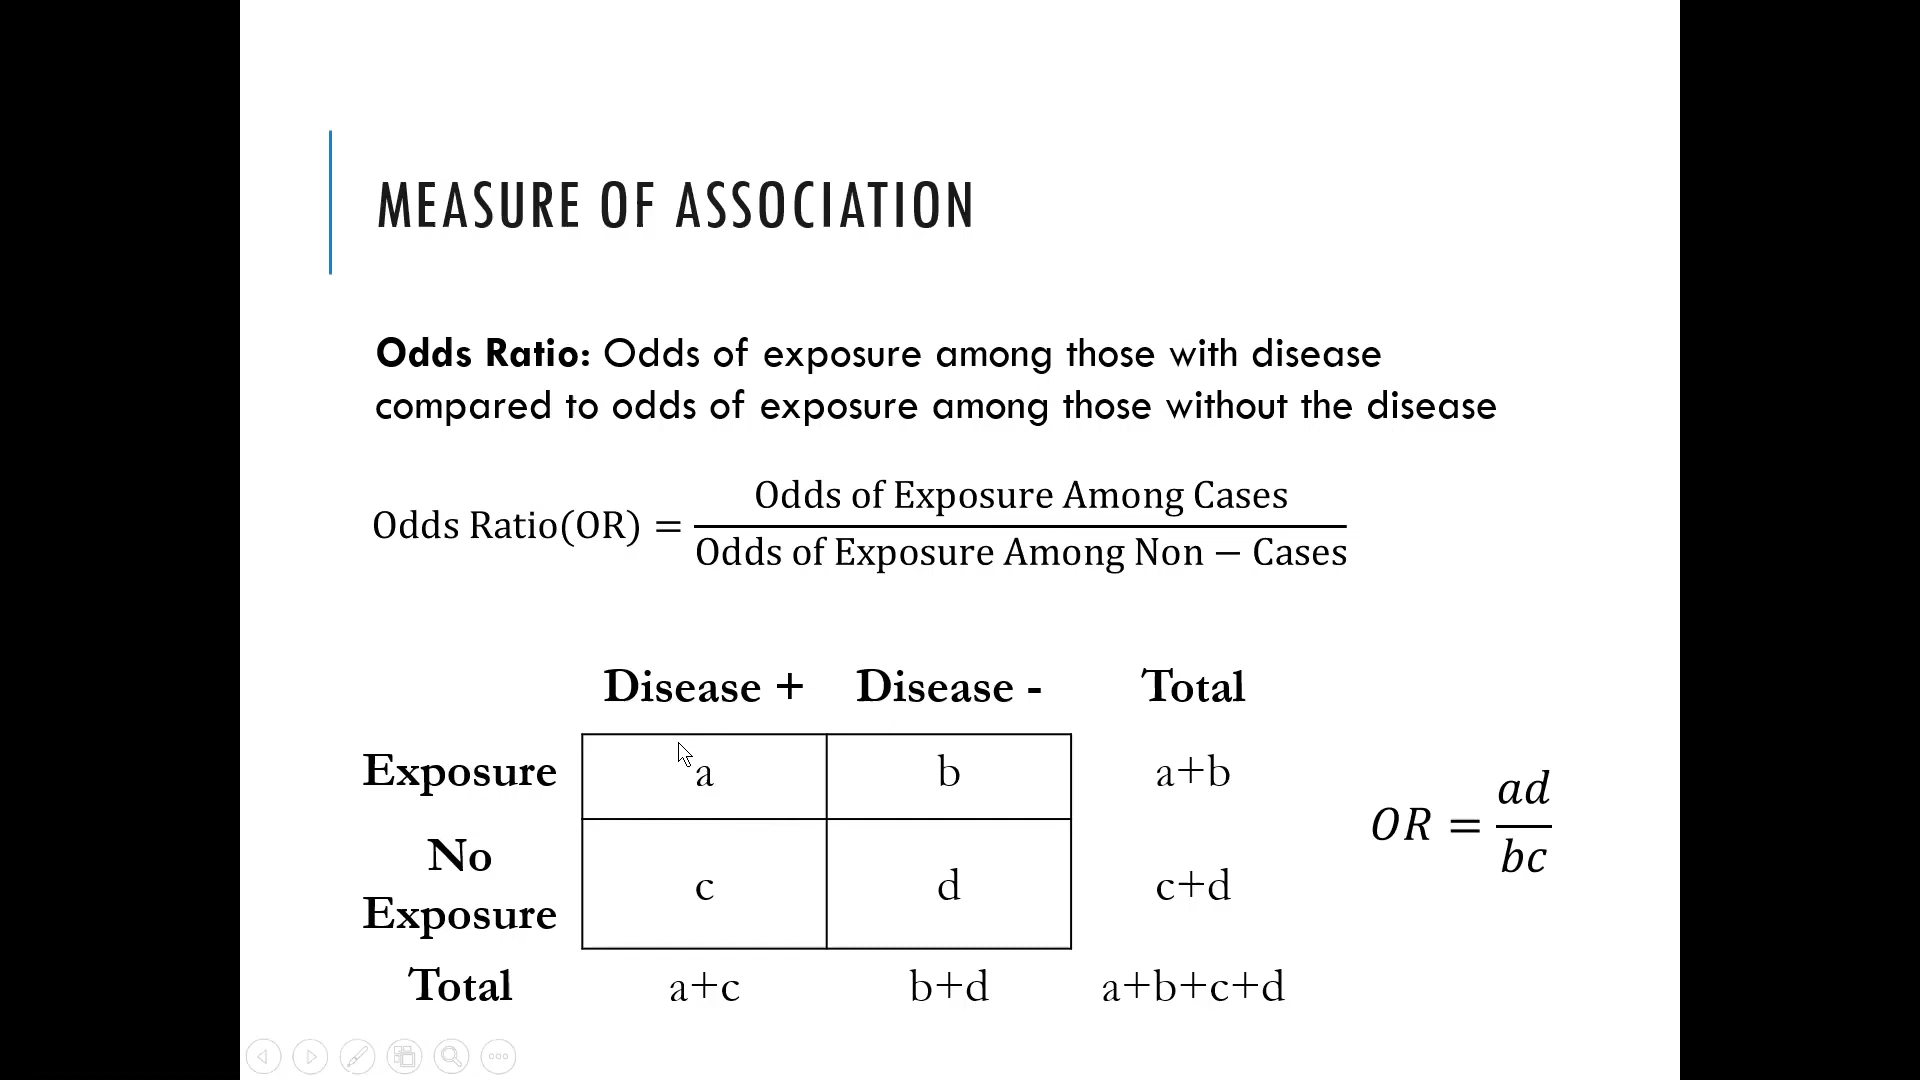 MEASURE OF ASSOCIATION
Odds Ratio: Odds of exposure among those with disease
compared to odds of exposure among those without the disease
Odds Ratio(OR) = Odds of Exposure Among Cases
Odds of Exposure Among Non − Cases
Disease + Disease - Total
Exposure a b a+b
No
Exposure c d c+d
Total a+c b+d a+b+c+d
OR = ad
bc